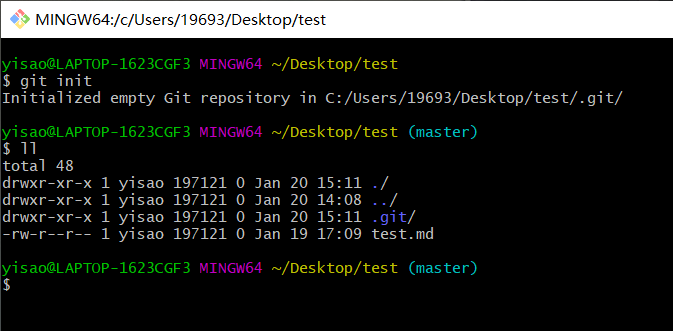 MINGW64:/c/Users/19693/Desktop/test
yisao@LAPTOP-1623CGF3 MINGW64 ~/Desktop/test
$ git init
Initialized empty Git repository in C:/Users/19693/Desktop/test/.git/
yisao@LAPTOP-1623CGF3 MINGW64 ~/Desktop/test (master)
$ ll
total 48
drwxr-xr-x 1 yisao 197121 0 Jan 20 15:11 ./
drwxr-xr-x 1 yisao 197121 0 Jan 20 14:08 ../
drwxr-xr-x 1 yisao 197121 0 Jan 20 15:11 .git/
-rw-r--r-- 1 yisao 197121 0 Jan 19 17:09 test.md
yisao@LAPTOP-1623CGF3 MINGW64 ~/Desktop/test (master)
$